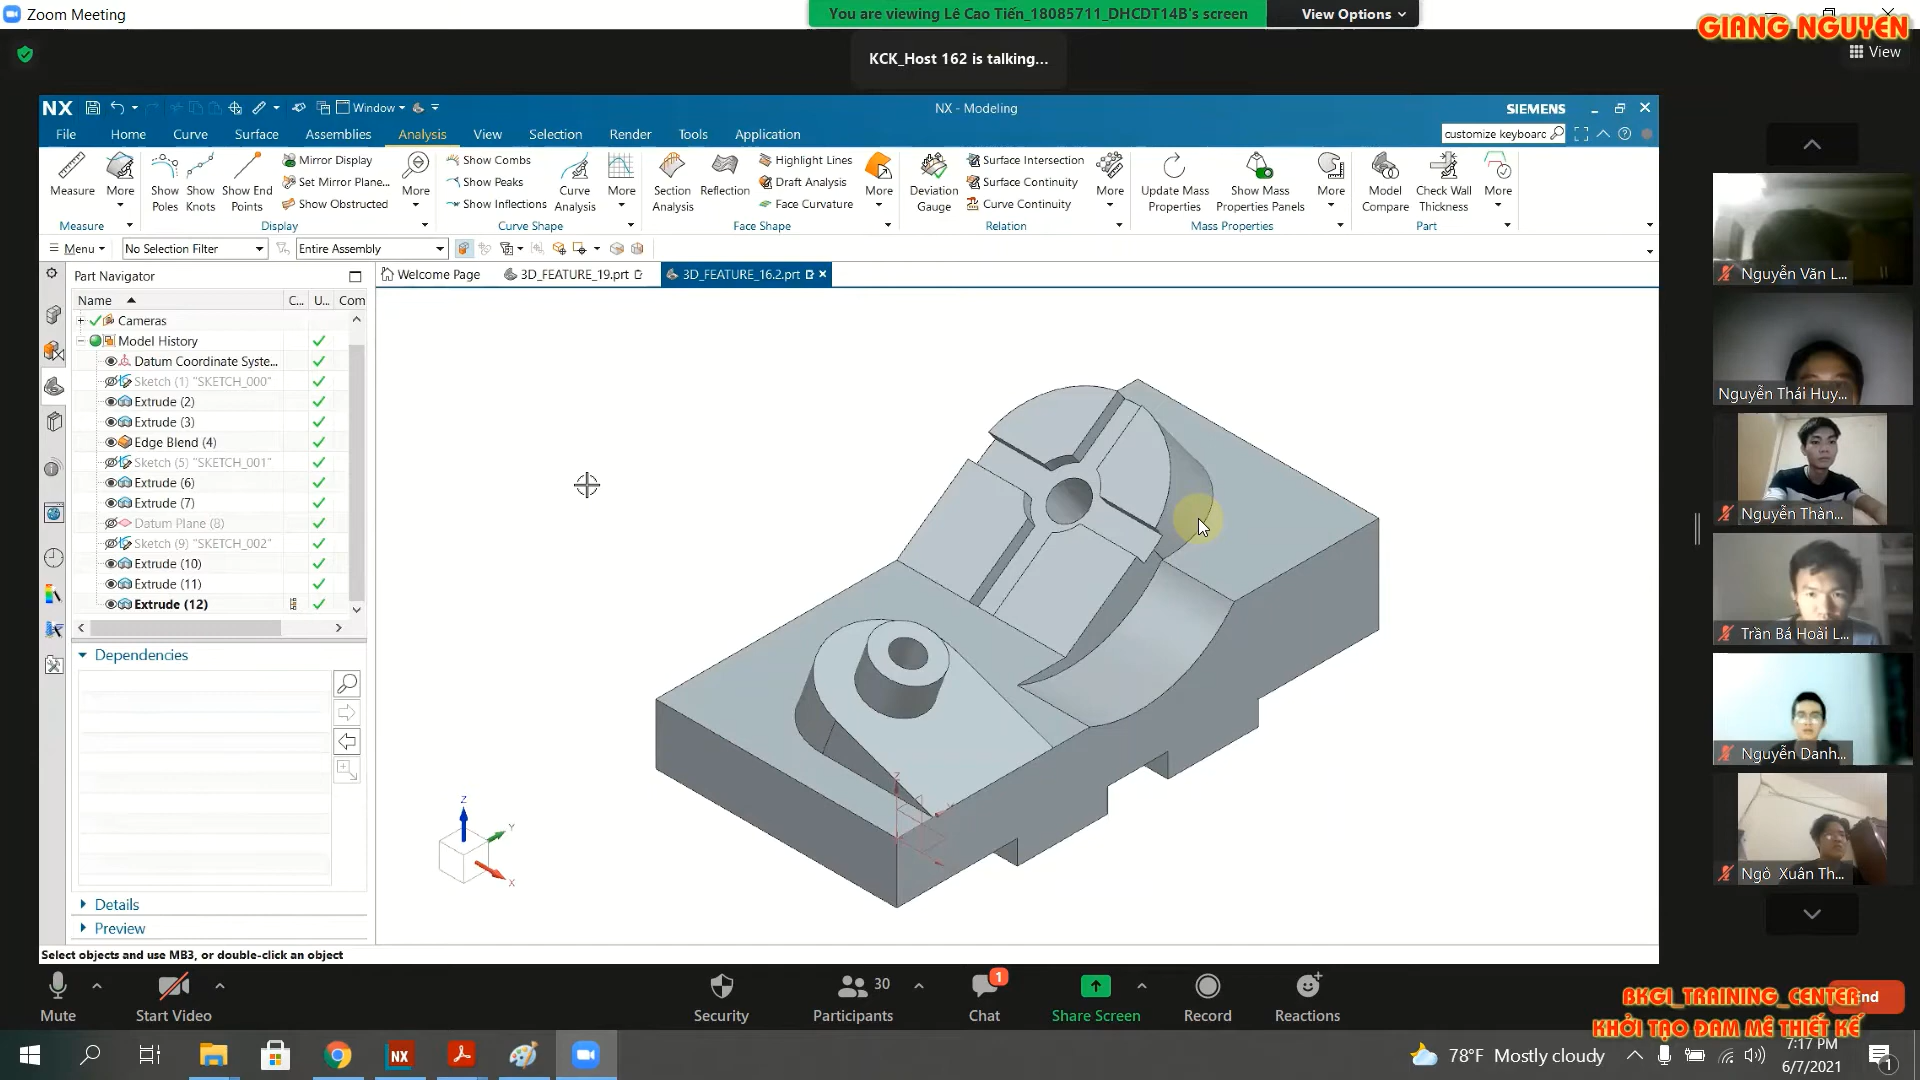 Zoom Meeting
You are viewing Lê Cao Tiến_18085711_DHCDT14B's screen
View Options
GIANG NGUYEN
View
KCK_Host 162 is talking...
NX
Window
NX - Modeling
SIEMENS
File
Home
Curve
Surface
Assemblies
Analysis
View
Selection
Render
Tools
Application
customize keyboarc
Measure
More
Show Poles
Show Knots
Show End Points
Mirror Display
Set Mirror Plane...
Show Obstructed
More
Show Combs
Show Peaks
Show Inflections
Curve Analysis
More
Section Analysis
Reflection
Highlight Lines
Draft Analysis
Face Curvature
More
Deviation Gauge
Surface Intersection
Surface Continuity
Curve Continuity
More
Update Mass Properties
Show Mass Properties Panels
More
Model Compare
Check Wall Thickness
More
Measure
Display
Curve Shape
Face Shape
Relation
Mass Properties
Part
Menu
No Selection Filter
Entire Assembly
Part Navigator
Welcome Page
3D_FEATURE_19.prt
3D_FEATURE_16.2.prt
Name
C...
U...
Com
Cameras
Model History
Datum Coordinate Syste...
Sketch (1) "SKETCH_000"
Extrude (2)
Extrude (3)
Edge Blend (4)
Sketch (5) "SKETCH_001"
Extrude (6)
Extrude (7)
Datum Plane (8)
Sketch (9) "SKETCH_002"
Extrude (10)
Extrude (11)
Extrude (12)
Dependencies
Details
Preview
Z
Y
X
Z
Select objects and use MB3, or double-click an object
Nguyễn Văn L...
Nguyễn Thái Huy...
Nguyễn Thàn...
Trần Bá Hoài L...
Nguyễn Danh...
Ngô Xuân Th...
Mute
Start Video
Security
Participants
30
Chat
1
Share Screen
Record
Reactions
End
BKGI_TRAINING_CENTER
KHỞI TẠO ĐAM MÊ THIẾT KẾ
NX
78°F Mostly cloudy
7:17 PM
6/7/2021
1